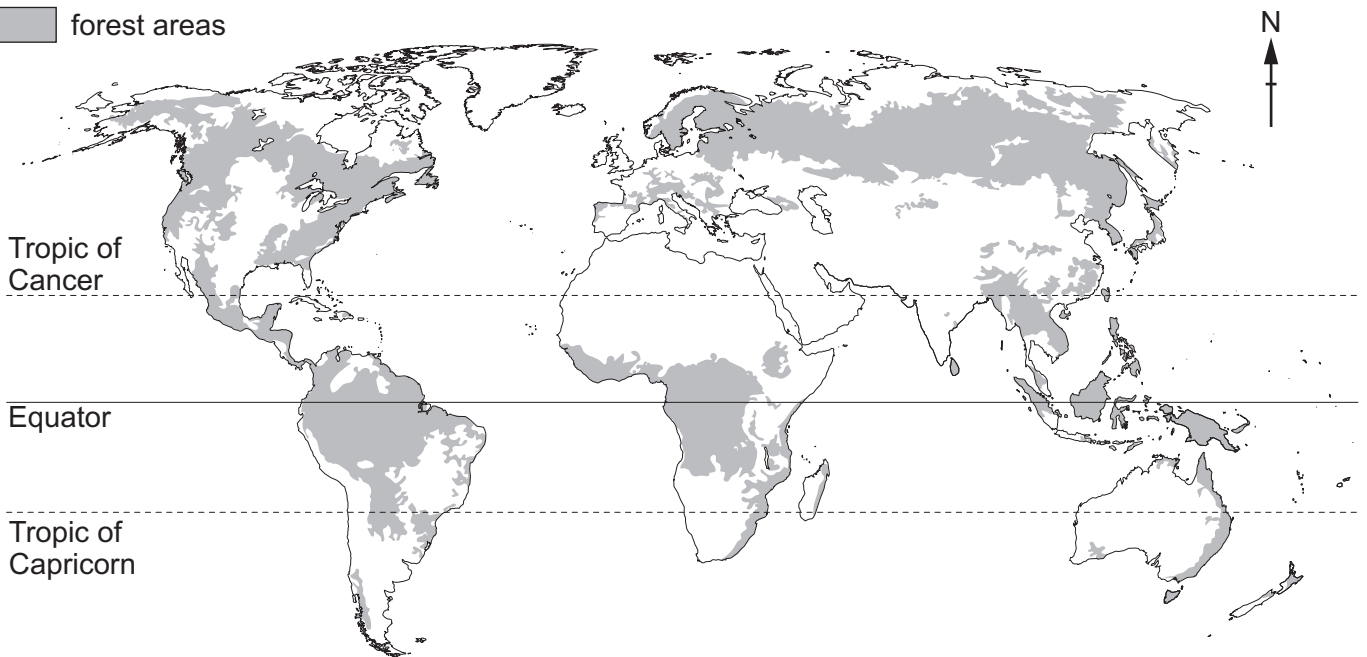 forest areas
N
Tropic of
Cancer
Equator
Tropic of
Capricorn